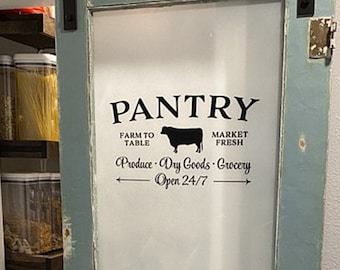 PANTRY
FARM TO TABLE
MARKET FRESH
Produce · Dry Goods · Grocery
Open 24/7